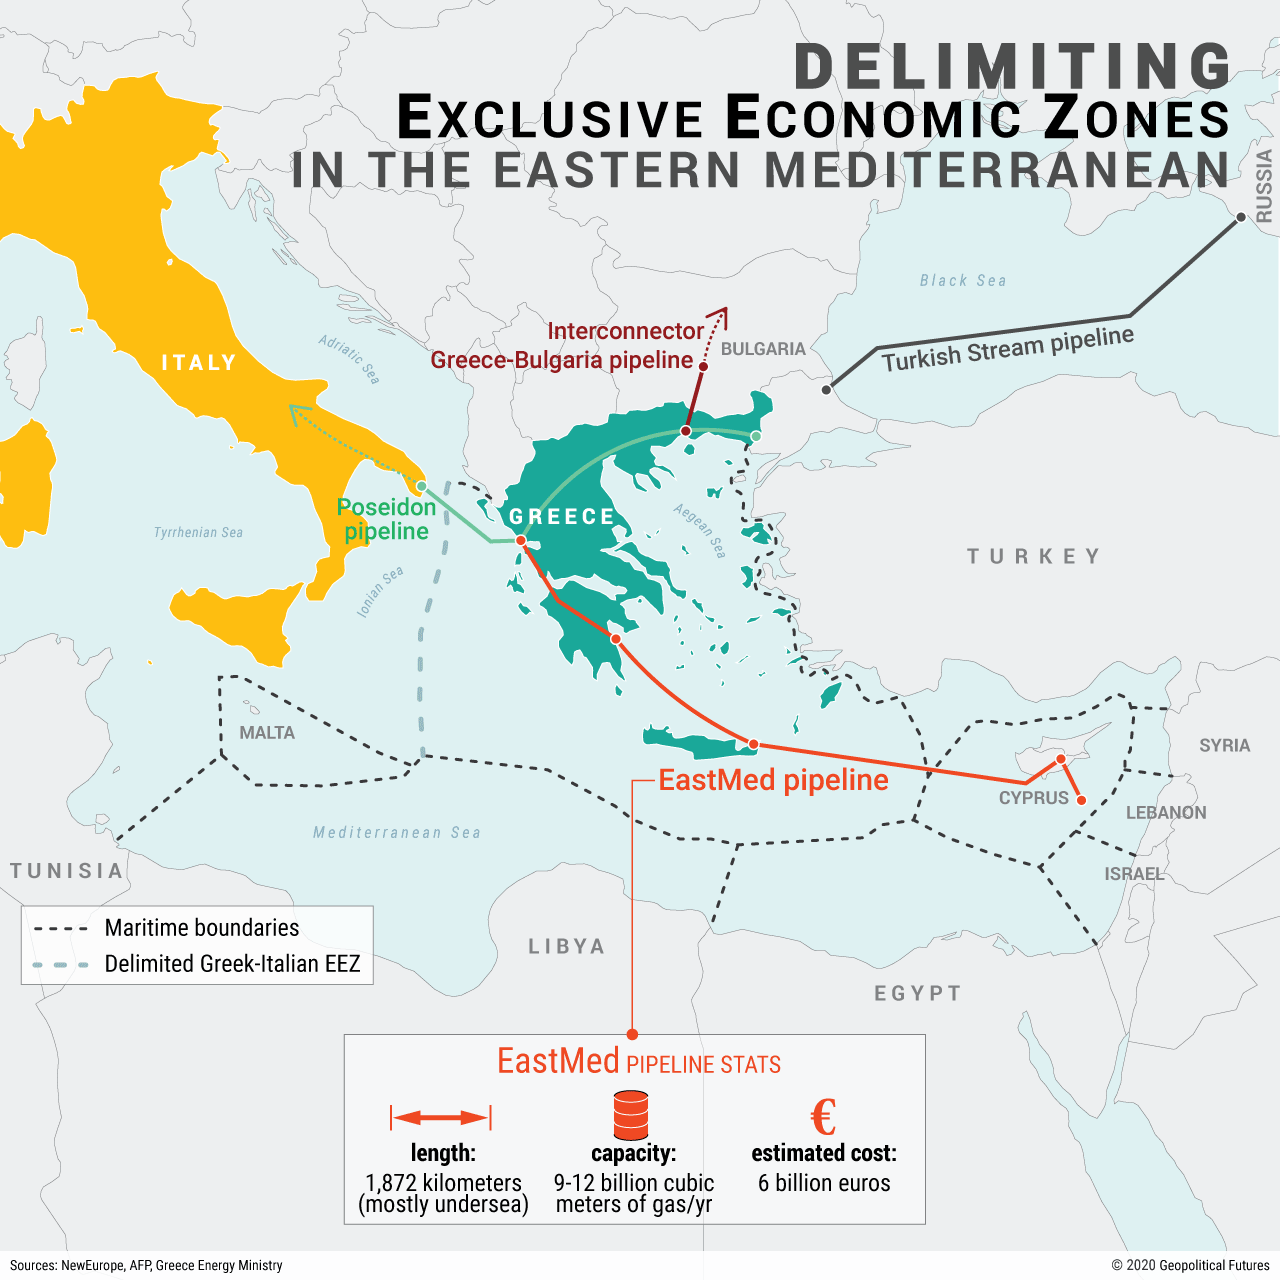 DELIMITING
EXCLUSIVE ECONOMIC ZONES
IN THE EASTERN MEDITERRANEAN
RUSSIA
Black Sea
Interconnector
Greece-Bulgaria pipeline
BULGARIA
Turkish Stream pipeline
ITALY
Adriatic Sea
Poseidon
pipeline
GREECE
Aegean Sea
Tyrrhenian Sea
Ionian Sea
TURKEY
MALTA
SYRIA
EastMed pipeline
CYPRUS
LEBANON
Mediterranean Sea
TUNISIA
ISRAEL
Maritime boundaries
Delimited Greek-Italian EEZ
LIBYA
EGYPT
EastMed PIPELINE STATS
€
length:
1,872 kilometers
(mostly undersea)
capacity:
9-12 billion cubic
meters of gas/yr
estimated cost:
6 billion euros
Sources: NewEurope, AFP, Greece Energy Ministry
© 2020 Geopolitical Futures